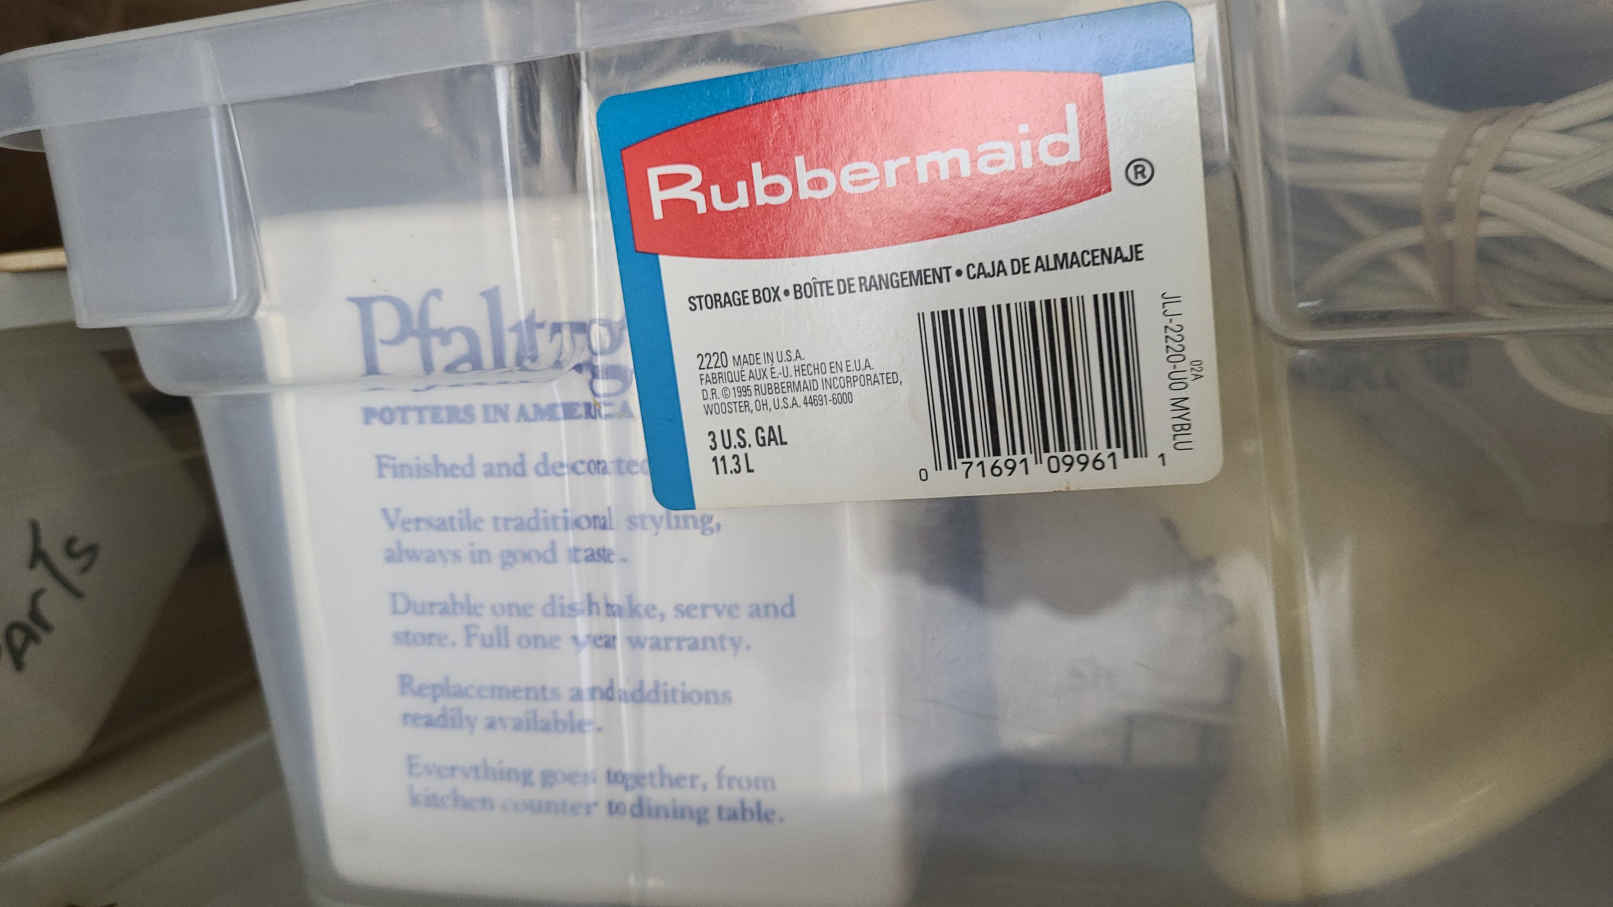 Rubbermaid®
STORAGE BOX • BOÎTE DE RANGEMENT • CAJA DE ALMACENAJE
2220 MADE IN U.S.A.
FABRIQUÉ AUX É.-U. HECHO EN E.U.A.
D.R. © 1995 RUBBERMAID INCORPORATED,
WOOSTER, OH, U.S.A. 44691-6000
3 U.S. GAL
11.3 L
0 71691 09961 1
JLJ-2220-U0 MYBLU
02A
POTTERS IN AMERICA
Finished and decorated
Versatile traditional styling,
always in good taste.
Durable one dish bake, serve and
store. Full one year warranty.
Replacements and additions
readily available.
Everything goes together, from
kitchen counter to dining table.